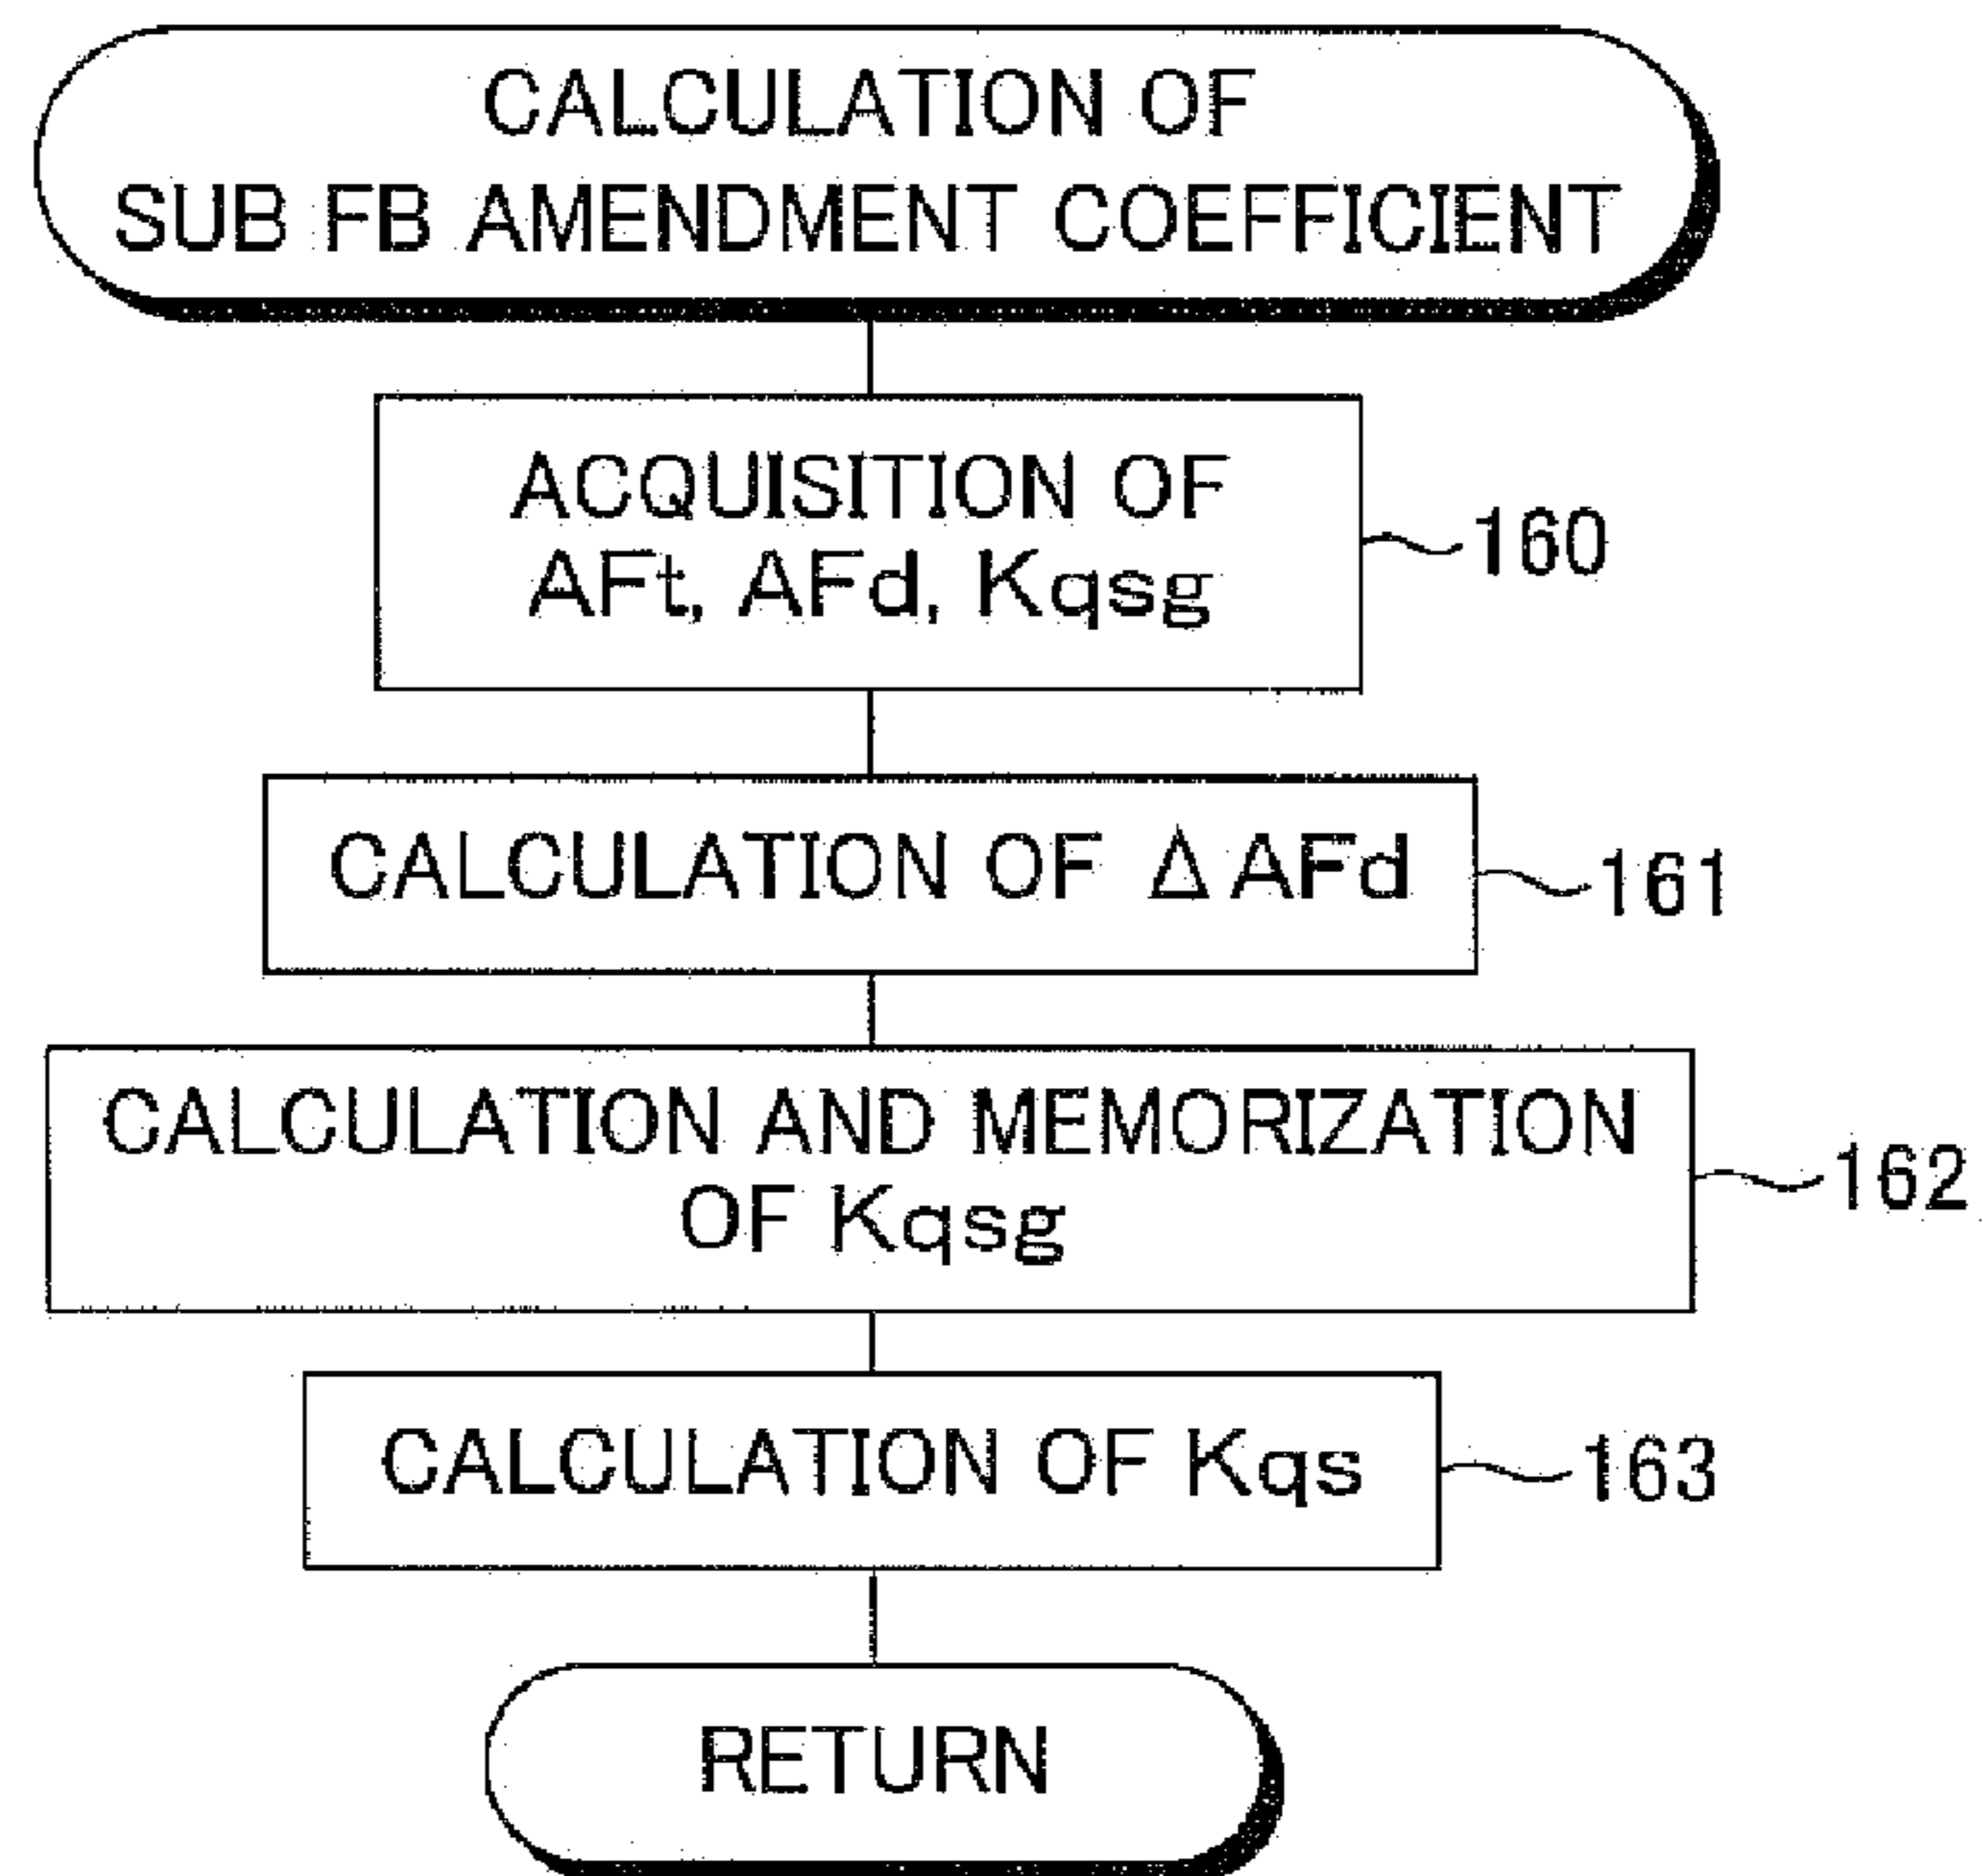 CALCULATION OF
SUB FB AMENDMENT COEFFICIENT
ACQUISITION OF
AFt, AFd, Kqsg
160
CALCULATION OF Δ AFd
161
CALCULATION AND MEMORIZATION
OF Kqsg
162
CALCULATION OF Kqs
163
RETURN